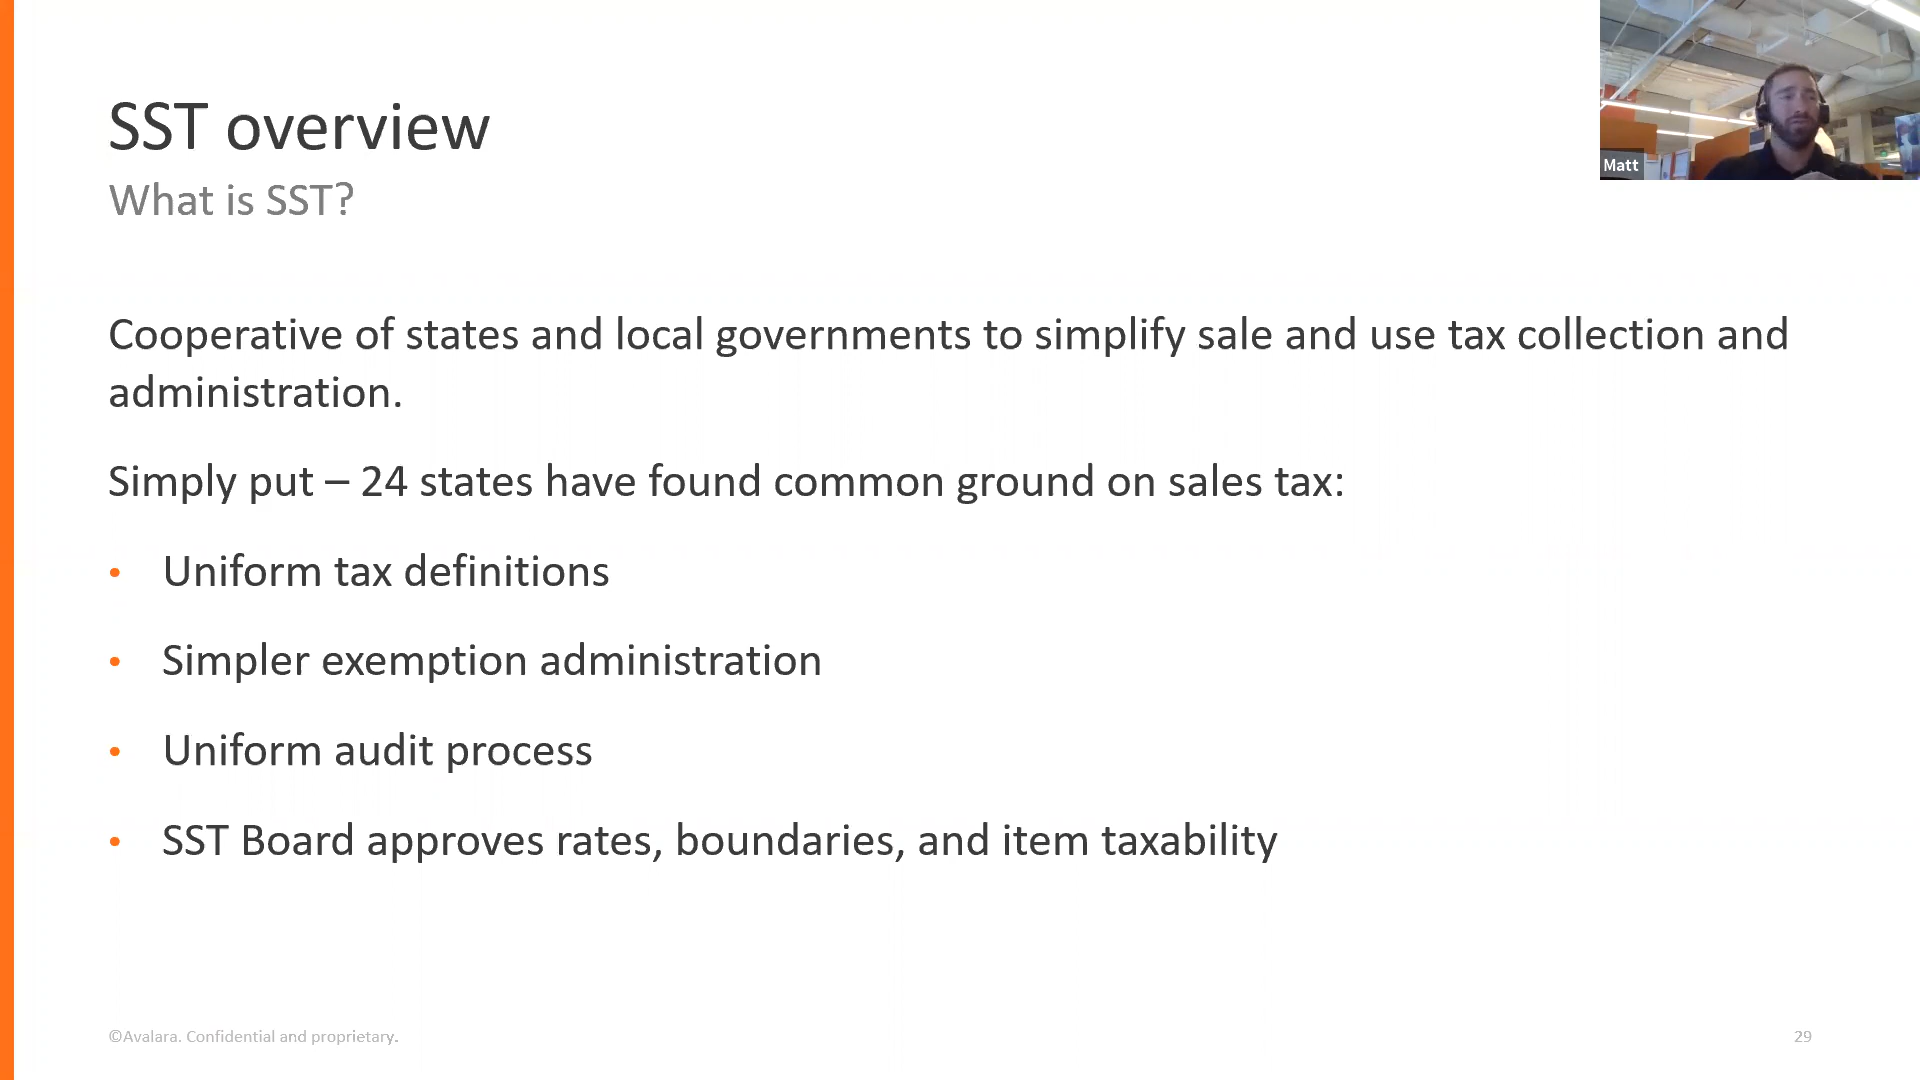 SST overview
What is SST?
Matt
Cooperative of states and local governments to simplify sale and use tax collection and
administration.
Simply put – 24 states have found common ground on sales tax:
• Uniform tax definitions
• Simpler exemption administration
• Uniform audit process
• SST Board approves rates, boundaries, and item taxability
©Avalara. Confidential and proprietary.
29